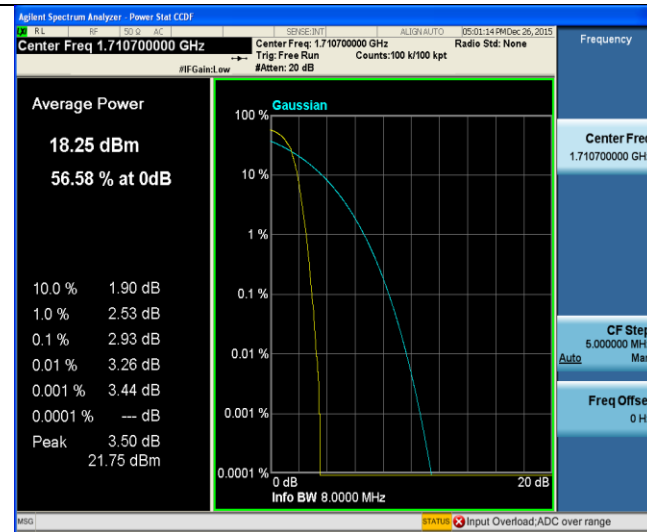 Agilent Spectrum Analyzer - Power Stat CCDF
RL RF 50 Ω AC SENSE:INT ALIGN AUTO 05:01:14 PM Dec 26, 2015
Center Freq 1.710700000 GHz
Center Freq: 1.710700000 GHz Radio Std: None
Trig: Free Run Counts:100 k/100 kpt
#IFGain:Low #Atten: 20 dB
Frequency
Average Power
18.25 dBm
56.58 % at 0dB
10.0 % 1.90 dB
1.0 % 2.53 dB
0.1 % 2.93 dB
0.01 % 3.26 dB
0.001 % 3.44 dB
0.0001 % --- dB
Peak 3.50 dB
21.75 dBm
Gaussian
100 %
10 %
1 %
0.1 %
0.01 %
0.001 %
0.0001 %
0 dB 20 dB
Info BW 8.0000 MHz
Center Freq
1.710700000 GHz
CF Step
5.000000 MH
Auto Man
Freq Offse
0 H
MSG STATUS Input Overload;ADC over range